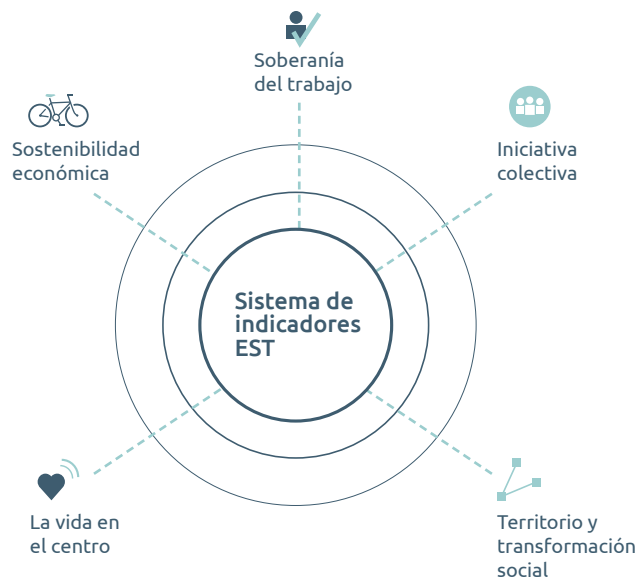 Soberanía
del trabajo
Sostenibilidad
económica
Iniciativa
colectiva
Sistema de
indicadores
EST
La vida en
el centro
Territorio y
transformación
social